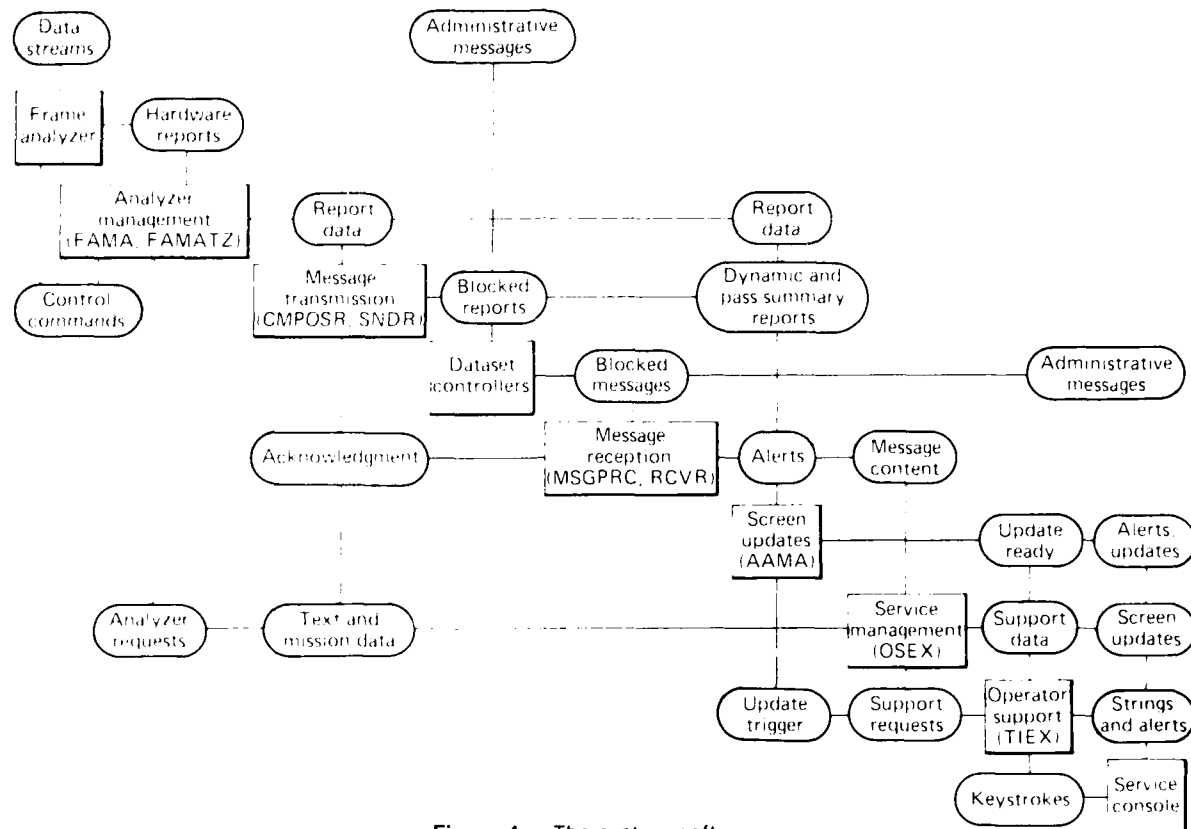 Data
streams
Administrative
messages
Frame
analyzer
Hardware
reports
Analyzer
management
(FAMA, FAMATZ)
Report
data
Report
data
Control
commands
Message
transmission
(CMPOSR, SNDR)
Blocked
reports
Dynamic and
pass summary
reports
Dataset
controllers
Blocked
messages
Administrative
messages
Acknowledgment
Message
reception
(MSGPRC, RCVR)
Alerts
Message
content
Screen
updates
(AAMA)
Update
ready
Alerts,
updates
Analyzer
requests
Text and
mission data
Service
management
(OSEX)
Support
data
Screen
updates
Update
trigger
Support
requests
Operator
support
(TIEX)
Strings
and alerts
Keystrokes
Service
console